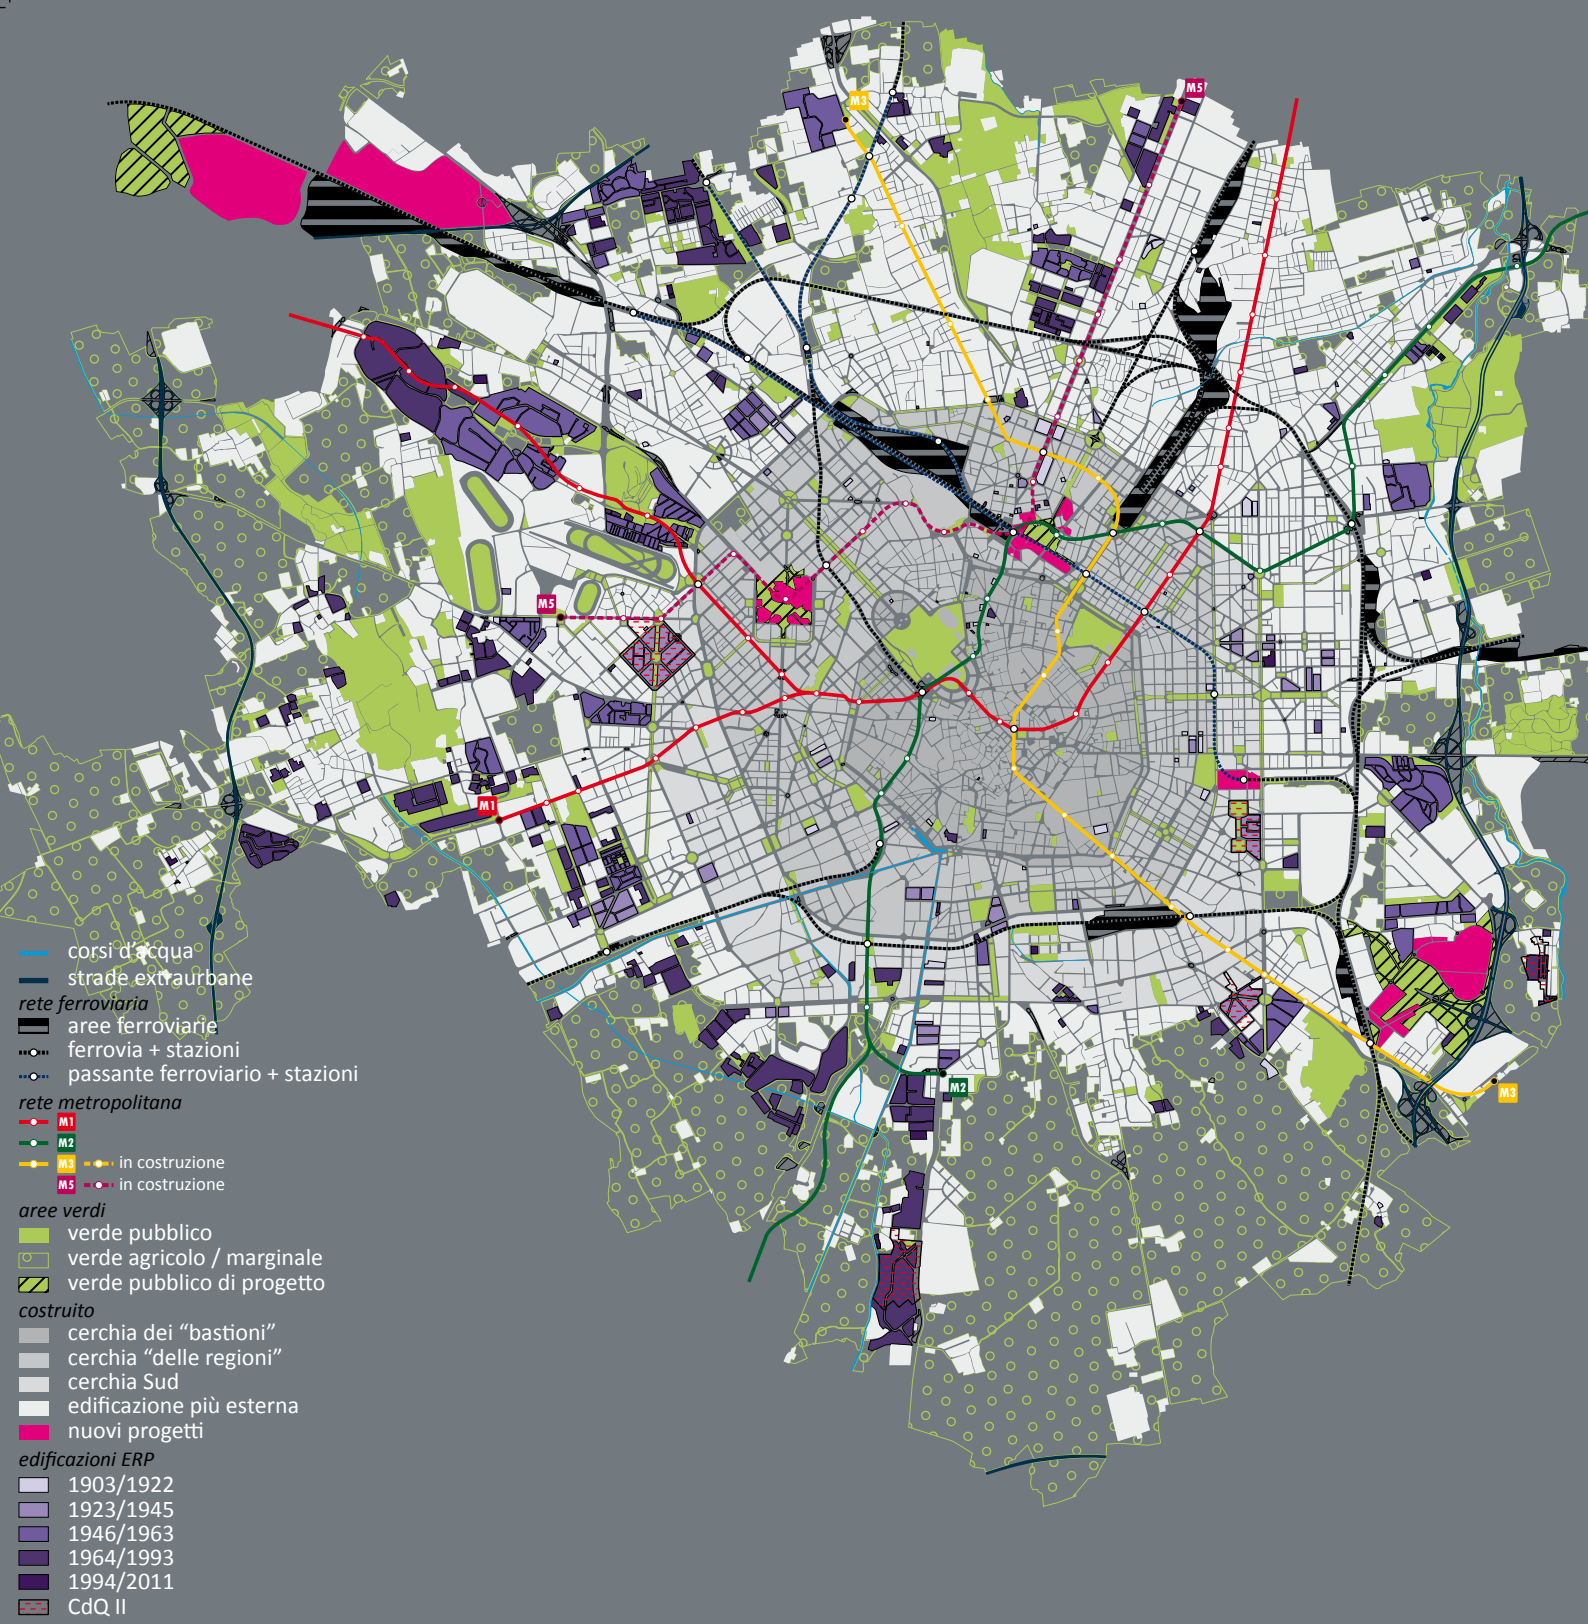 M3
M5
M5
M1
M2
M3
corsi d'acqua
strade extraurbane
rete ferroviaria
aree ferroviarie
ferrovia + stazioni
passante ferroviario + stazioni
rete metropolitana
M1
M2
M3 in costruzione
M5 in costruzione
aree verdi
verde pubblico
verde agricolo / marginale
verde pubblico di progetto
costruito
cerchia dei “bastioni”
cerchia “delle regioni”
cerchia Sud
edificazione più esterna
nuovi progetti
edificazioni ERP
1903/1922
1923/1945
1946/1963
1964/1993
1994/2011
CdQ II